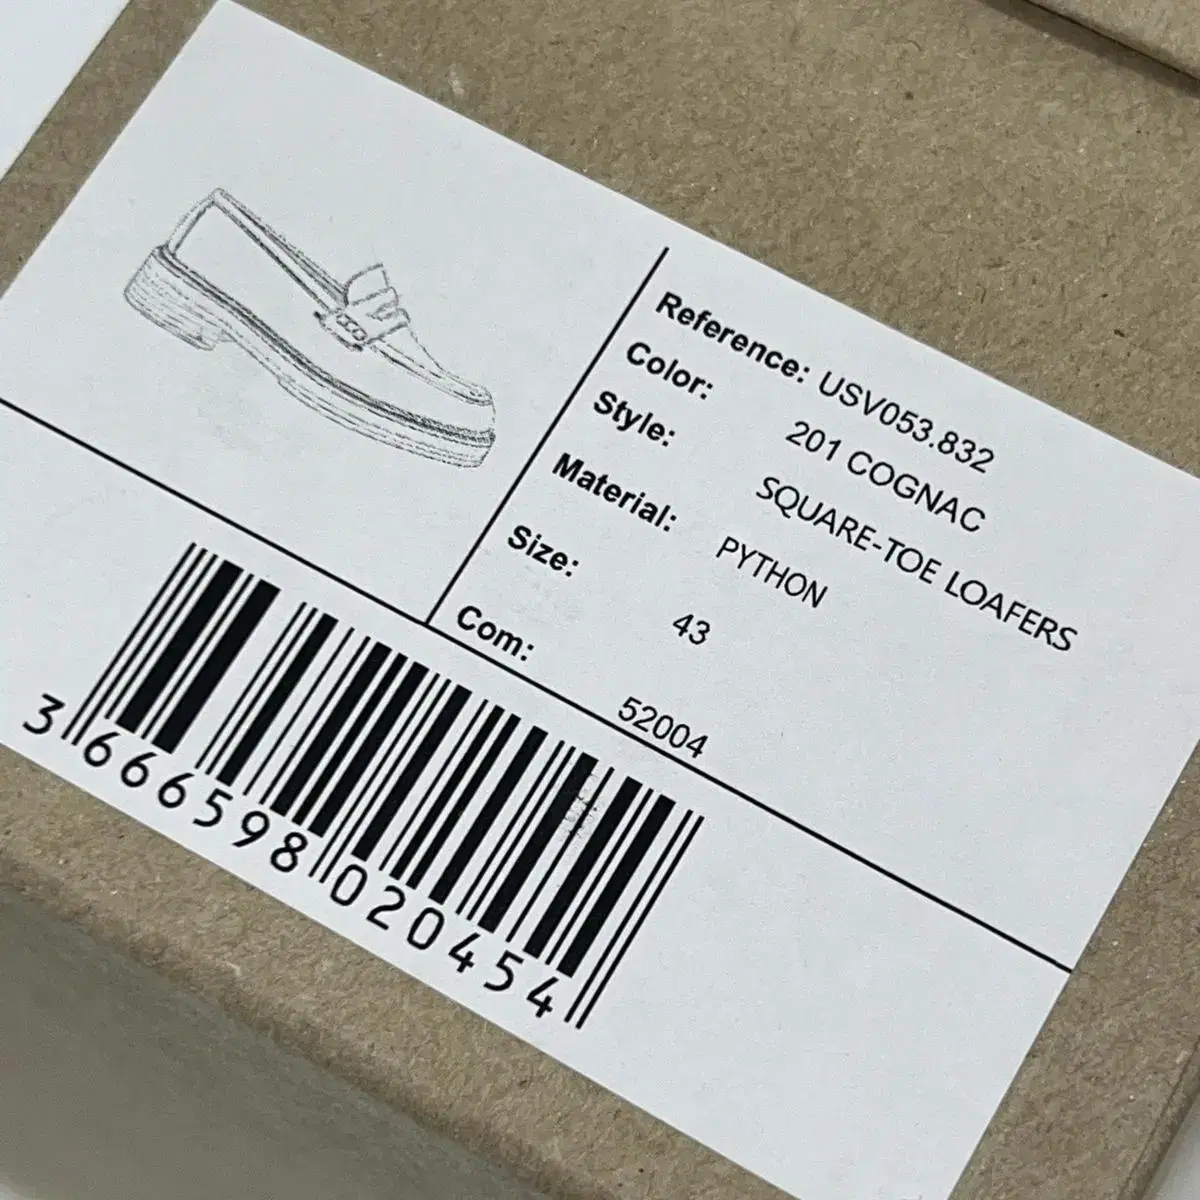 Reference: USV053.832
Color: 201 COGNAC
Style: SQUARE-TOE LOAFERS
Material: PYTHON
Size: 43
Com: 52004
3 666598 020454